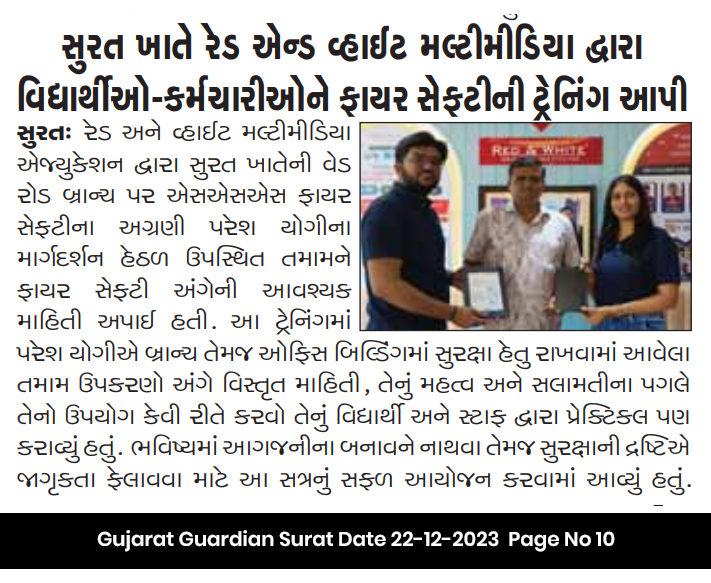 સુરત ખાતે રેડ એન્ડ વ્હાઈટ મલ્ટીમીડિયા દ્વારા
વિદ્યાર્થીઓ-કર્મચારીઓને ફાયર સેફ્ટીની ટ્રેનિંગ આપી
સુરતઃ રેડ અને વ્હાઈટ મલ્ટીમીડિયા
એજ્યુકેશન દ્વારા સુરત ખાતેની વેડ
રોડ બ્રાન્ચ પર એસએસએસ ફાયર
સેફ્ટીના અગ્રણી પરેશ યોગીના
માર્ગદર્શન હેઠળ ઉપસ્થિત તમામને
ફાયર સેફ્ટી અંગેની આવશ્યક
માહિતી અપાઈ હતી. આ ટ્રેનિંગમાં
પરેશ યોગીએ બ્રાન્ચ તેમજ ઓફિસ બિલ્ડિંગમાં સુરક્ષા હેતુ રાખવામાં આવેલા
તમામ ઉપકરણો અંગે વિસ્તૃત માહિતી, તેનું મહત્વ અને સલામતીના પગલે
તેનો ઉપયોગ કેવી રીતે કરવો તેનું વિદ્યાર્થી અને સ્ટાફ દ્વારા પ્રેક્ટિકલ પણ
કરાવ્યું હતું. ભવિષ્યમાં આગજનીના બનાવને નાથવા તેમજ સુરક્ષાની દ્રષ્ટિએ
જાગૃકતા ફેલાવવા માટે આ સત્રનું સફળ આયોજન કરવામાં આવ્યું હતું.
RED & WHITE
Gujarat Guardian Surat Date 22-12-2023 Page No 10